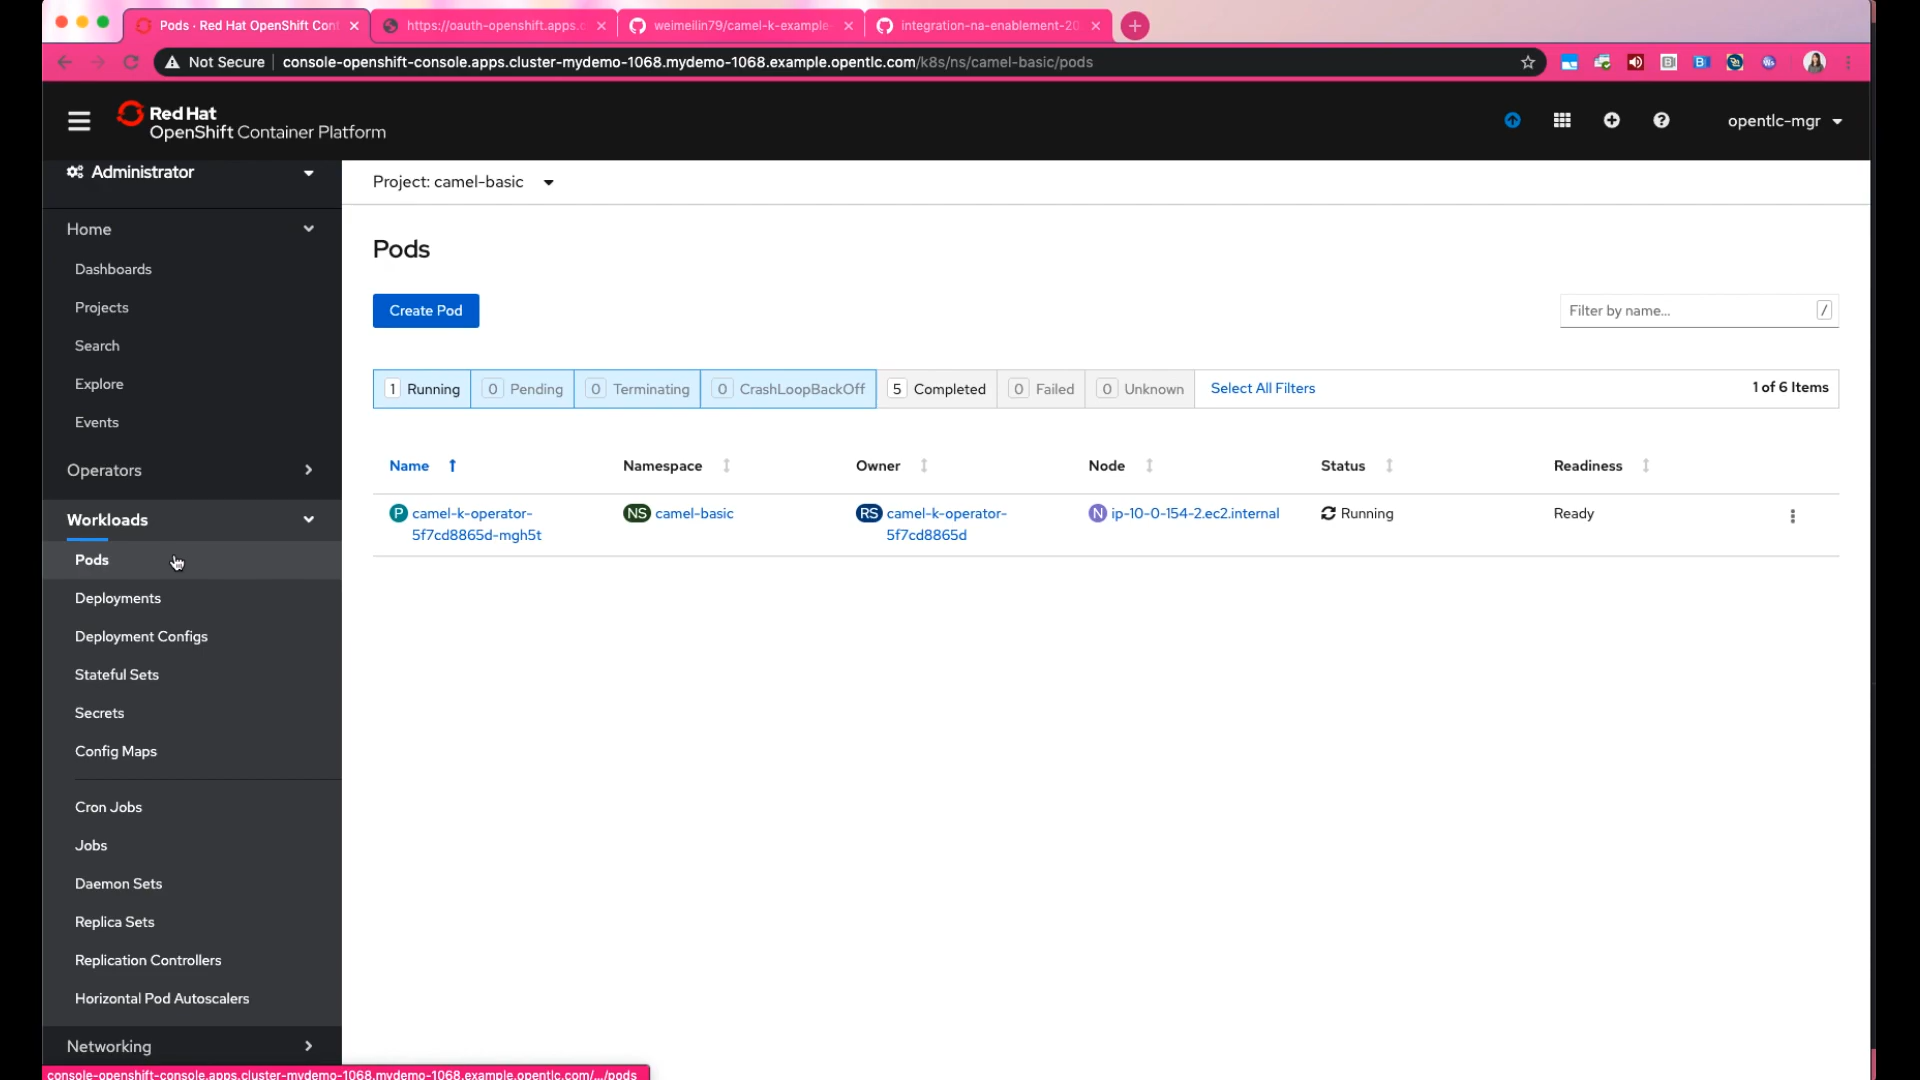 Pods · Red Hat OpenShift Cont
https://oauth-openshift.apps.c
weimeilin79/camel-k-example
integration-na-enablement-20
Not Secure
console-openshift-console.apps.cluster-mydemo-1068.mydemo-1068.example.opentlc.com/k8s/ns/camel-basic/pods
Red Hat
OpenShift Container Platform
opentlc-mgr
Administrator
Project: camel-basic
Home
Dashboards
Projects
Search
Explore
Events
Operators
Workloads
Pods
Deployments
Deployment Configs
Stateful Sets
Secrets
Config Maps
Cron Jobs
Jobs
Daemon Sets
Replica Sets
Replication Controllers
Horizontal Pod Autoscalers
Networking
Pods
Create Pod
Filter by name...
/
1 Running 0 Pending 0 Terminating 0 CrashLoopBackOff 5 Completed 0 Failed 0 Unknown Select All Filters 1 of 6 Items
Name Namespace Owner Node Status Readiness
P camel-k-operator- NS camel-basic RS camel-k-operator- N ip-10-0-154-2.ec2.internal Running Ready
5f7cd8865d-mgh5t 5f7cd8865d
console-openshift-console.apps.cluster-mydemo-1068.mydemo-1068.example.opentlc.com/.../pods